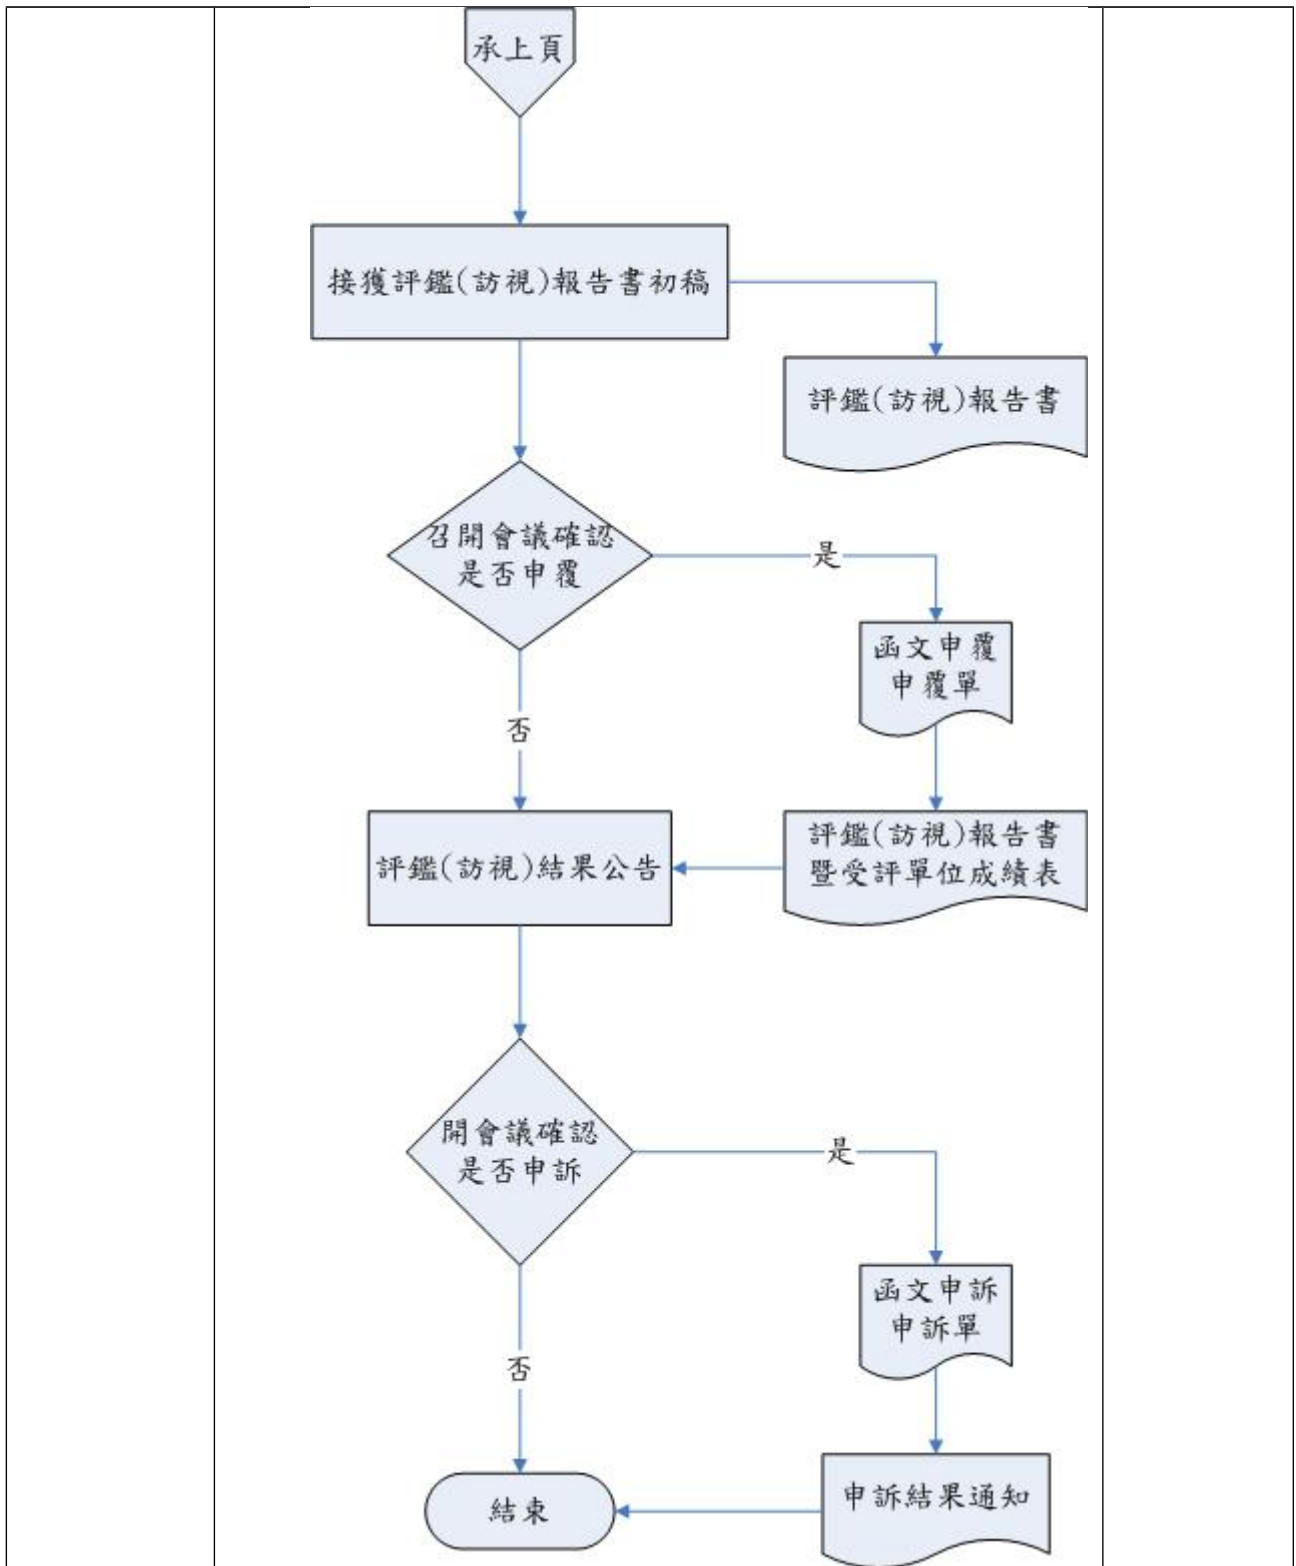 承上頁
接獲評鑑(訪視)報告書初稿
評鑑(訪視)報告書
召開會議確認
是否申覆
是
函文申覆
申覆單
否
評鑑(訪視)報告書
暨受評單位成績表
評鑑(訪視)結果公告
開會議確認
是否申訴
是
函文申訴
申訴單
否
申訴結果通知
結束